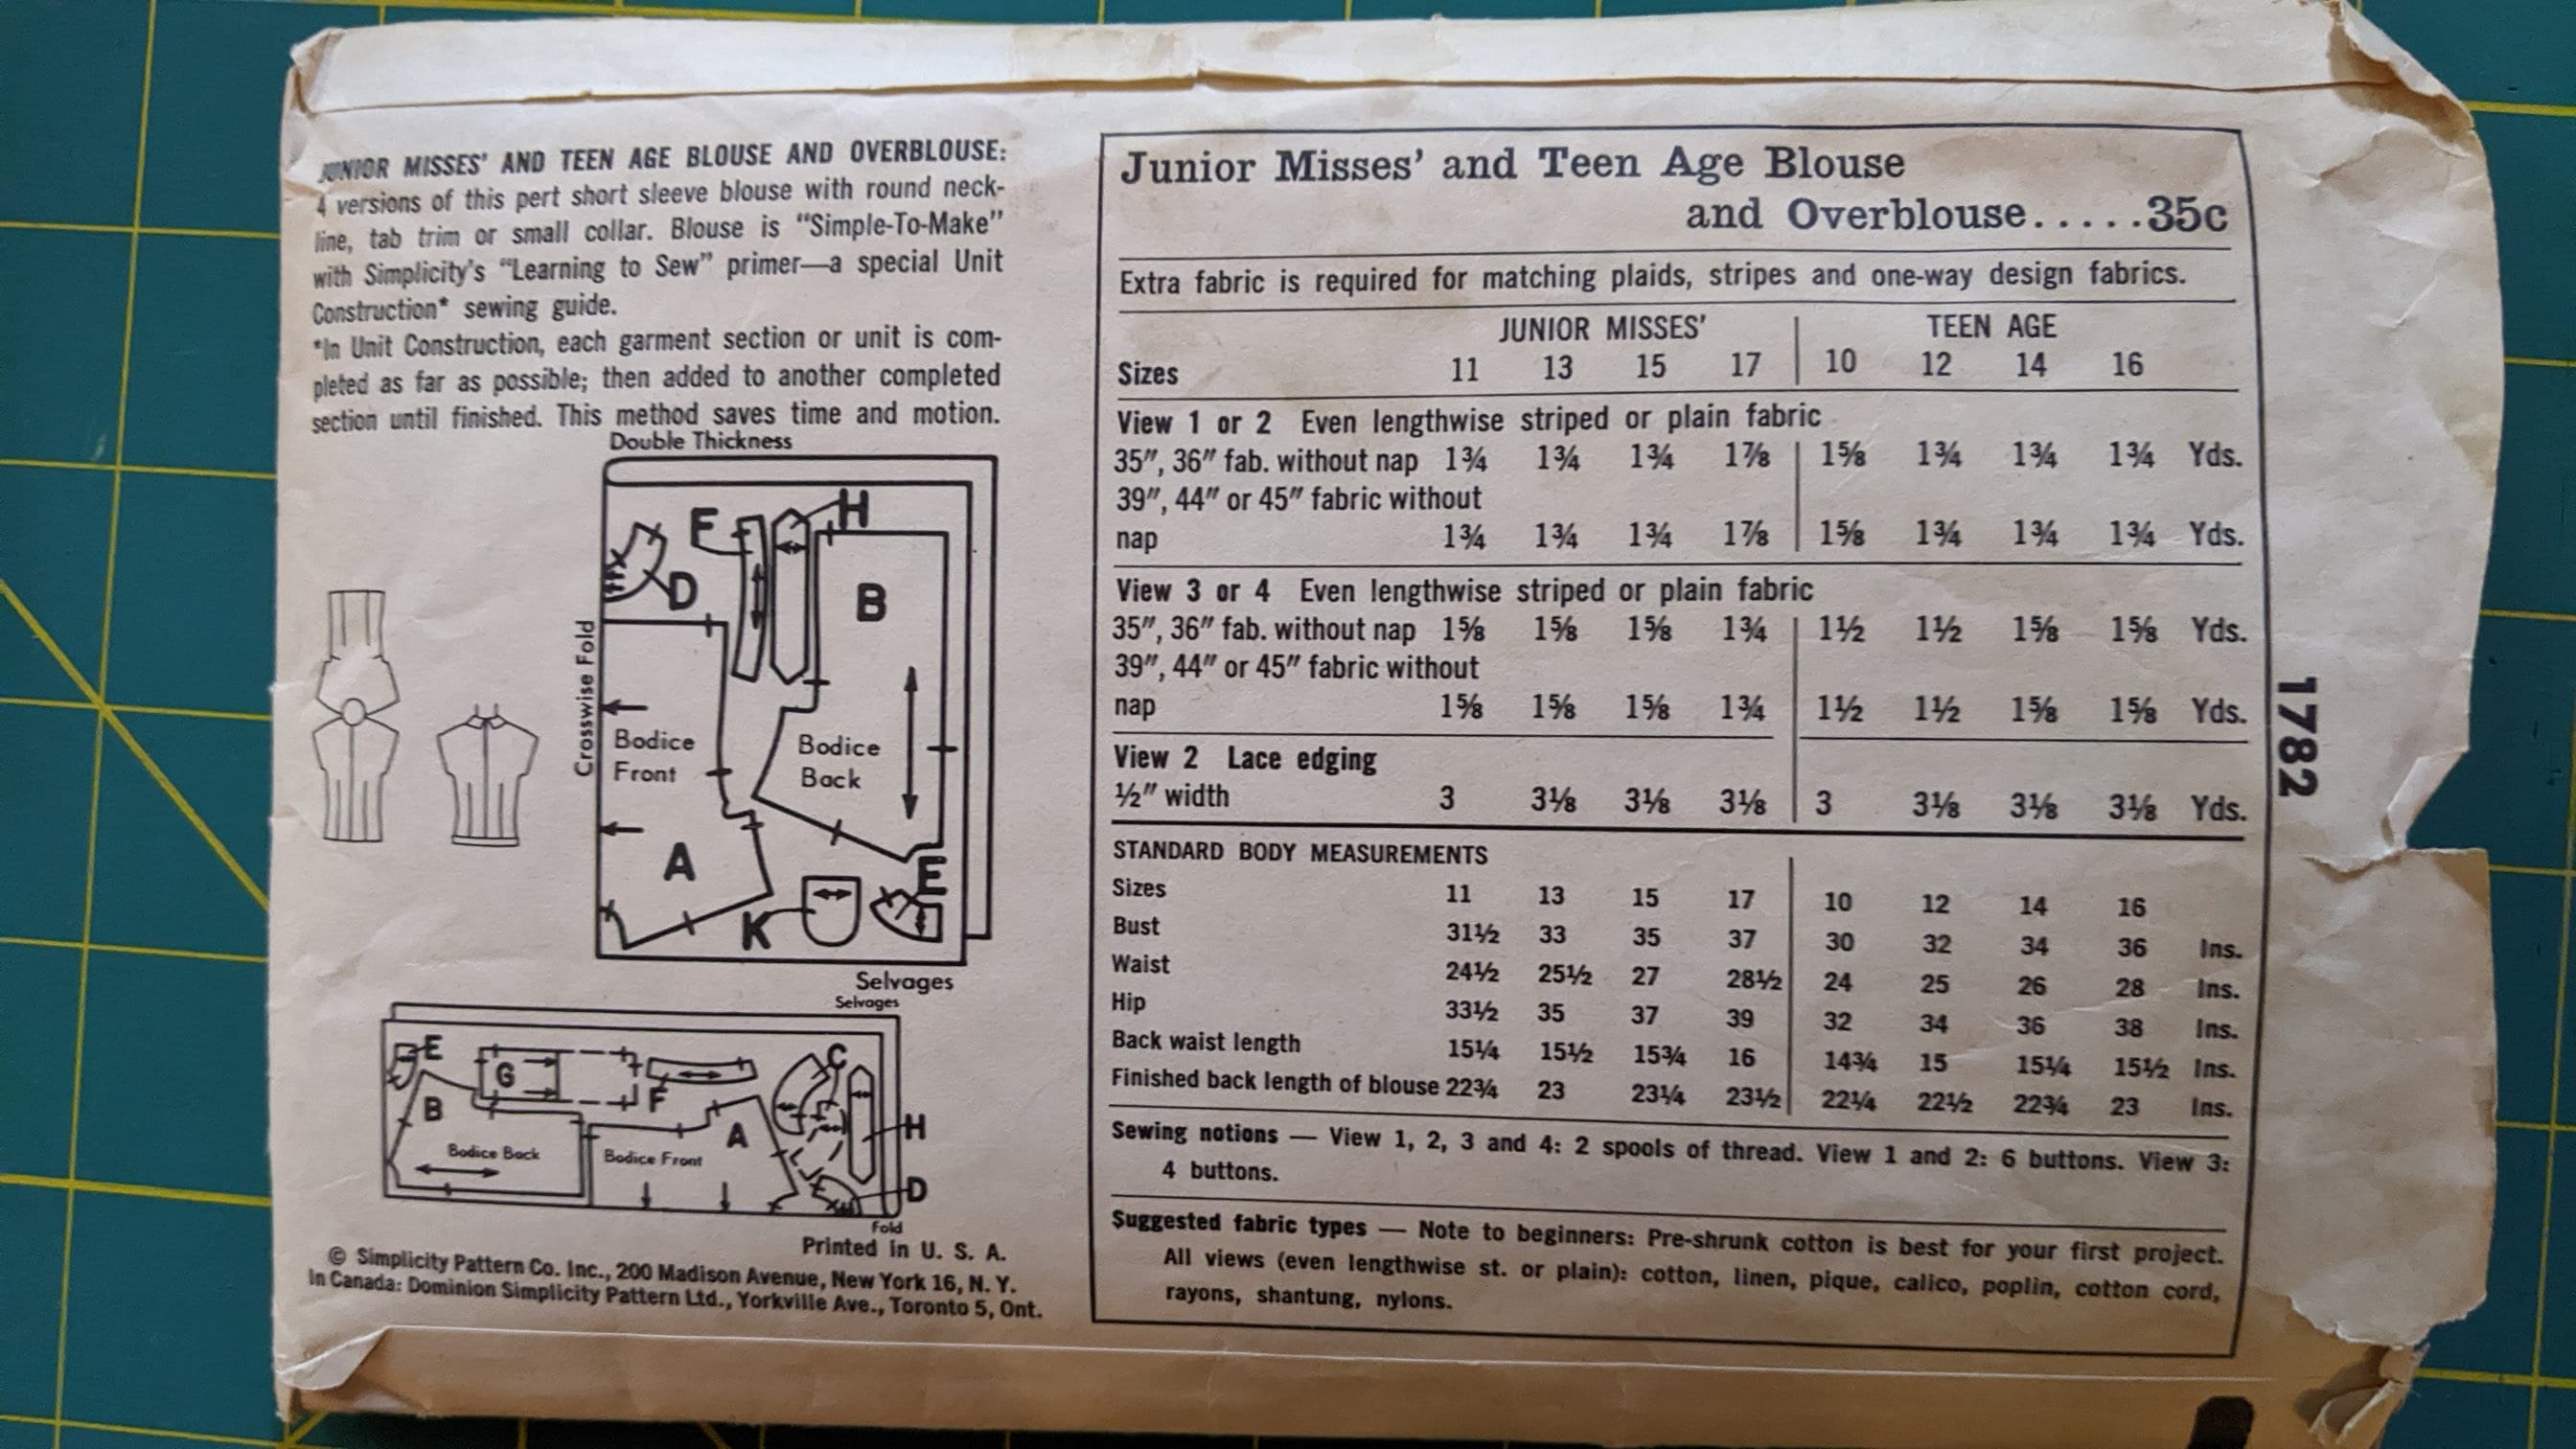 JUNIOR MISSES' AND TEEN AGE BLOUSE AND OVERBLOUSE:
4 versions of this pert short sleeve blouse with round neck-
line, tab trim or small collar. Blouse is "Simple-To-Make"
with Simplicity's "Learning to Sew" primer—a special Unit
Construction* sewing guide.
*In Unit Construction, each garment section or unit is com-
pleted as far as possible; then added to another completed
section until finished. This method saves time and motion.
Double Thickness
F
H
D
B
Crosswise Fold
Bodice
Front
Bodice
Back
A
K
E
Selvages
Selvages
E
G
F
C
B
A
H
Bodice Back
Bodice Front
D
Fold
Printed in U. S. A.
© Simplicity Pattern Co. Inc., 200 Madison Avenue, New York 16, N. Y.
In Canada: Dominion Simplicity Pattern Ltd., Yorkville Ave., Toronto 5, Ont.
Junior Misses' and Teen Age Blouse
and Overblouse.....35c
Extra fabric is required for matching plaids, stripes and one-way design fabrics.
JUNIOR MISSES' TEEN AGE
Sizes 11 13 15 17 10 12 14 16
View 1 or 2 Even lengthwise striped or plain fabric
35", 36" fab. without nap 1¾ 1¾ 1¾ 1⅞ 1⅝ 1¾ 1¾ 1¾ Yds.
39", 44" or 45" fabric without
nap 1¾ 1¾ 1¾ 1⅞ 1⅝ 1¾ 1¾ 1¾ Yds.
View 3 or 4 Even lengthwise striped or plain fabric
35", 36" fab. without nap 1⅝ 1⅝ 1⅝ 1¾ 1½ 1½ 1⅝ 1⅝ Yds.
39", 44" or 45" fabric without
nap 1⅝ 1⅝ 1⅝ 1¾ 1½ 1½ 1⅝ 1⅝ Yds.
View 2 Lace edging
½" width 3 3⅛ 3⅛ 3⅛ 3 3⅛ 3⅛ 3⅛ Yds.
STANDARD BODY MEASUREMENTS
Sizes 11 13 15 17 10 12 14 16
Bust 31½ 33 35 37 30 32 34 36 Ins.
Waist 24½ 25½ 27 28½ 24 25 26 28 Ins.
Hip 33½ 35 37 39 32 34 36 38 Ins.
Back waist length 15¼ 15½ 15¾ 16 14¾ 15 15¼ 15½ Ins.
Finished back length of blouse 22¾ 23 23¼ 23½ 22¼ 22½ 22¾ 23 Ins.
Sewing notions — View 1, 2, 3 and 4: 2 spools of thread. View 1 and 2: 6 buttons. View 3:
4 buttons.
Suggested fabric types — Note to beginners: Pre-shrunk cotton is best for your first project.
All views (even lengthwise st. or plain): cotton, linen, pique, calico, poplin, cotton cord,
rayons, shantung, nylons.
1782